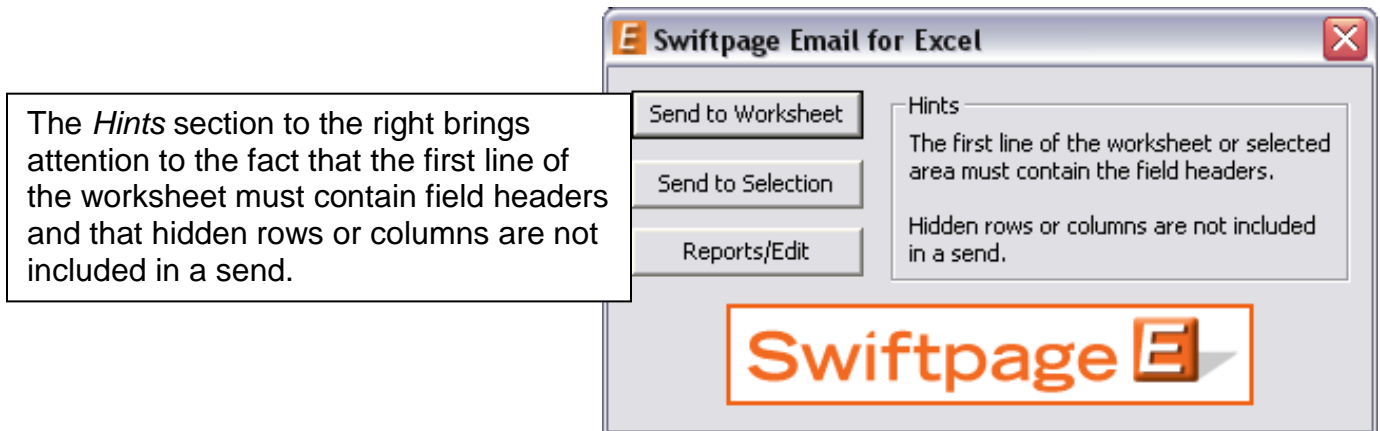 Swiftpage Email for Excel
The Hints section to the right brings
attention to the fact that the first line of
the worksheet must contain field headers
and that hidden rows or columns are not
included in a send.
Send to Worksheet
Send to Selection
Reports/Edit
Hints
The first line of the worksheet or selected
area must contain the field headers.
Hidden rows or columns are not included
in a send.
Swiftpage E